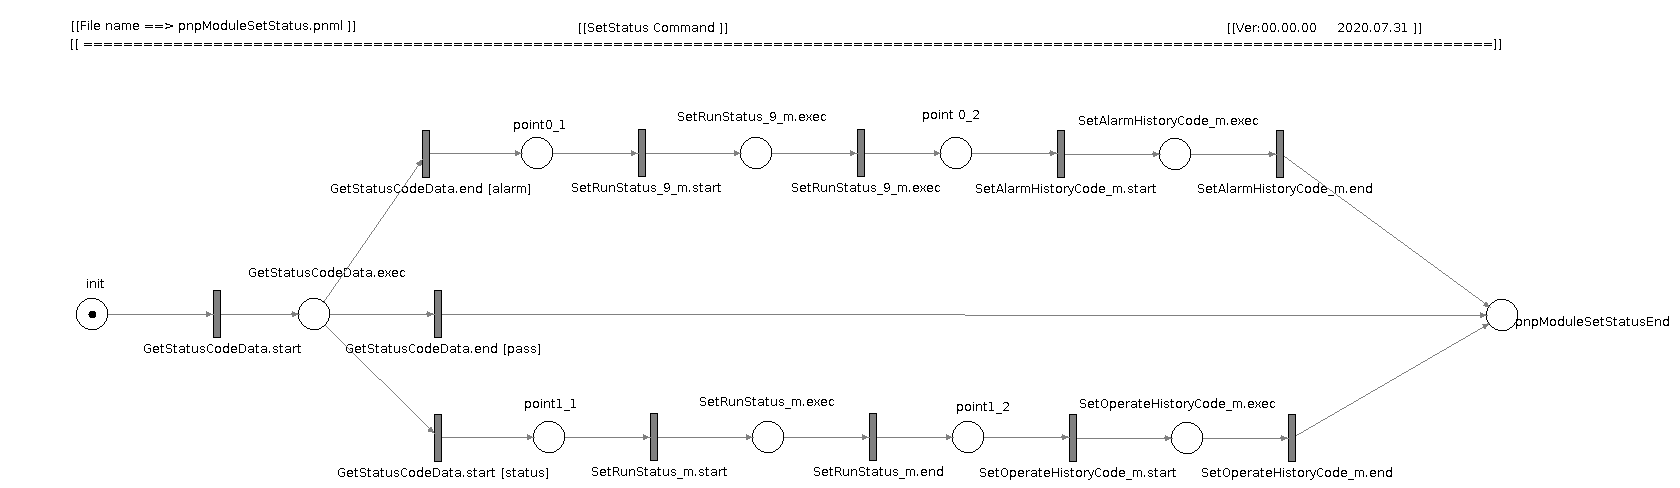 [[File name ==> pnpModuleSetStatus.pnml ]] [[SetStatus Command ]] [[Ver:00.00.00 2020.07.31 ]]
[[ =============================================================================================================================================]]
point0_1 SetRunStatus_9_m.exec point 0_2 SetAlarmHistoryCode_m.exec
GetStatusCodeData.end [alarm] SetRunStatus_9_m.start SetRunStatus_9_m.exec SetAlarmHistoryCode_m.start SetAlarmHistoryCode_m.end
init GetStatusCodeData.exec
pnpModuleSetStatusEnd
GetStatusCodeData.start GetStatusCodeData.end [pass]
point1_1 SetRunStatus_m.exec point1_2 SetOperateHistoryCode_m.exec
GetStatusCodeData.start [status] SetRunStatus_m.start SetRunStatus_m.end SetOperateHistoryCode_m.start SetOperateHistoryCode_m.end